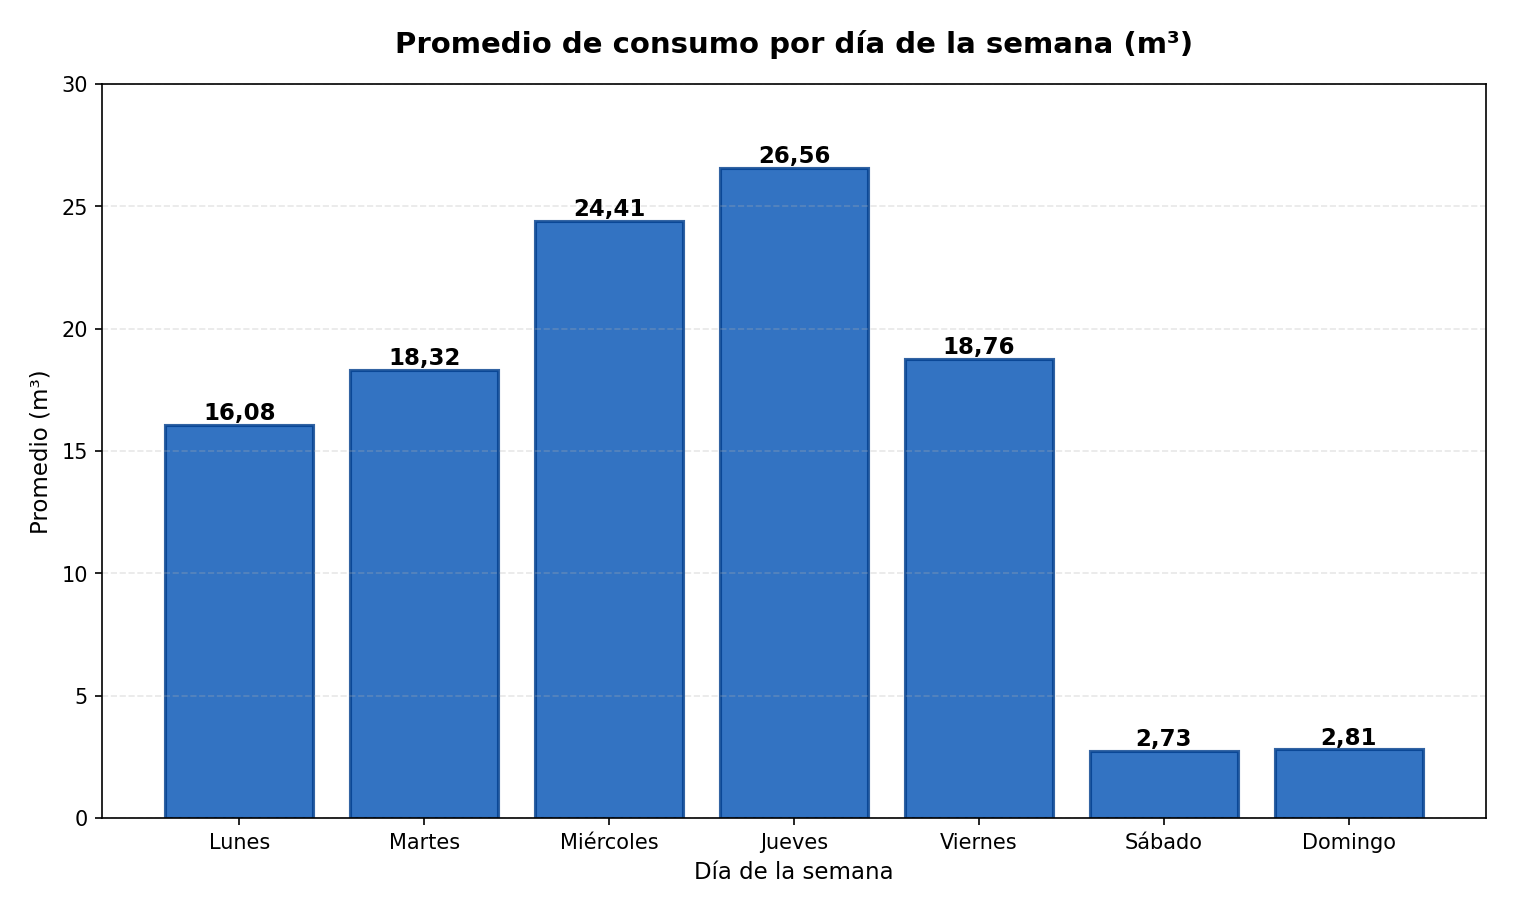 Promedio de consumo por día de la semana (m³)
Promedio (m³)
30
25
20
15
10
5
0
16,08
18,32
24,41
26,56
18,76
2,73
2,81
Lunes
Martes
Miércoles
Jueves
Viernes
Sábado
Domingo
Día de la semana